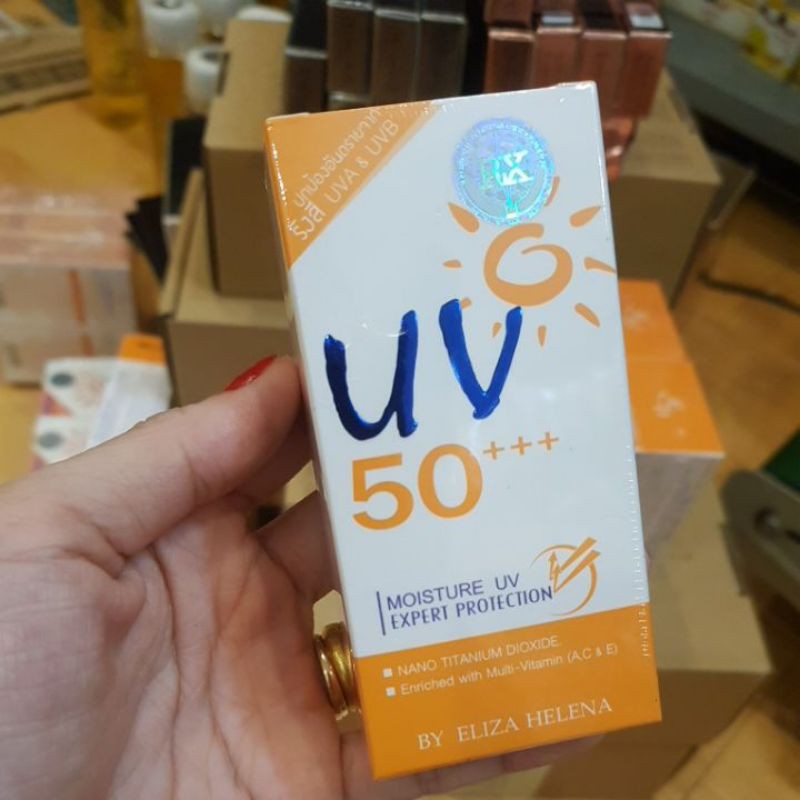 ปกป้องอันตรายจาก
รังสี UVA & UVB
UV
50+++
MOISTURE UV
EXPERT PROTECTION
NANO TITANIUM DIOXIDE.
Enriched with Multi-Vitamin (A,C & E)
BY ELIZA HELENA